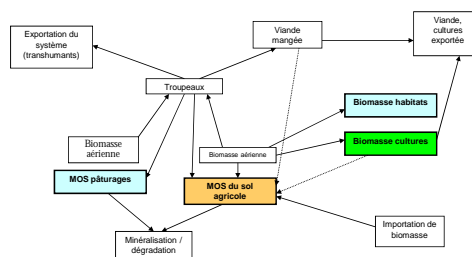 Exportation du
système
(transhumants)
Viande
mangée
Viande,
cultures
exportée
Troupeaux
Biomasse habitats
Biomasse
aérienne
Biomasse aérienne
Biomasse cultures
MOS pâturages
MOS du sol
agricole
Importation de
biomasse
Minéralisation /
dégradation